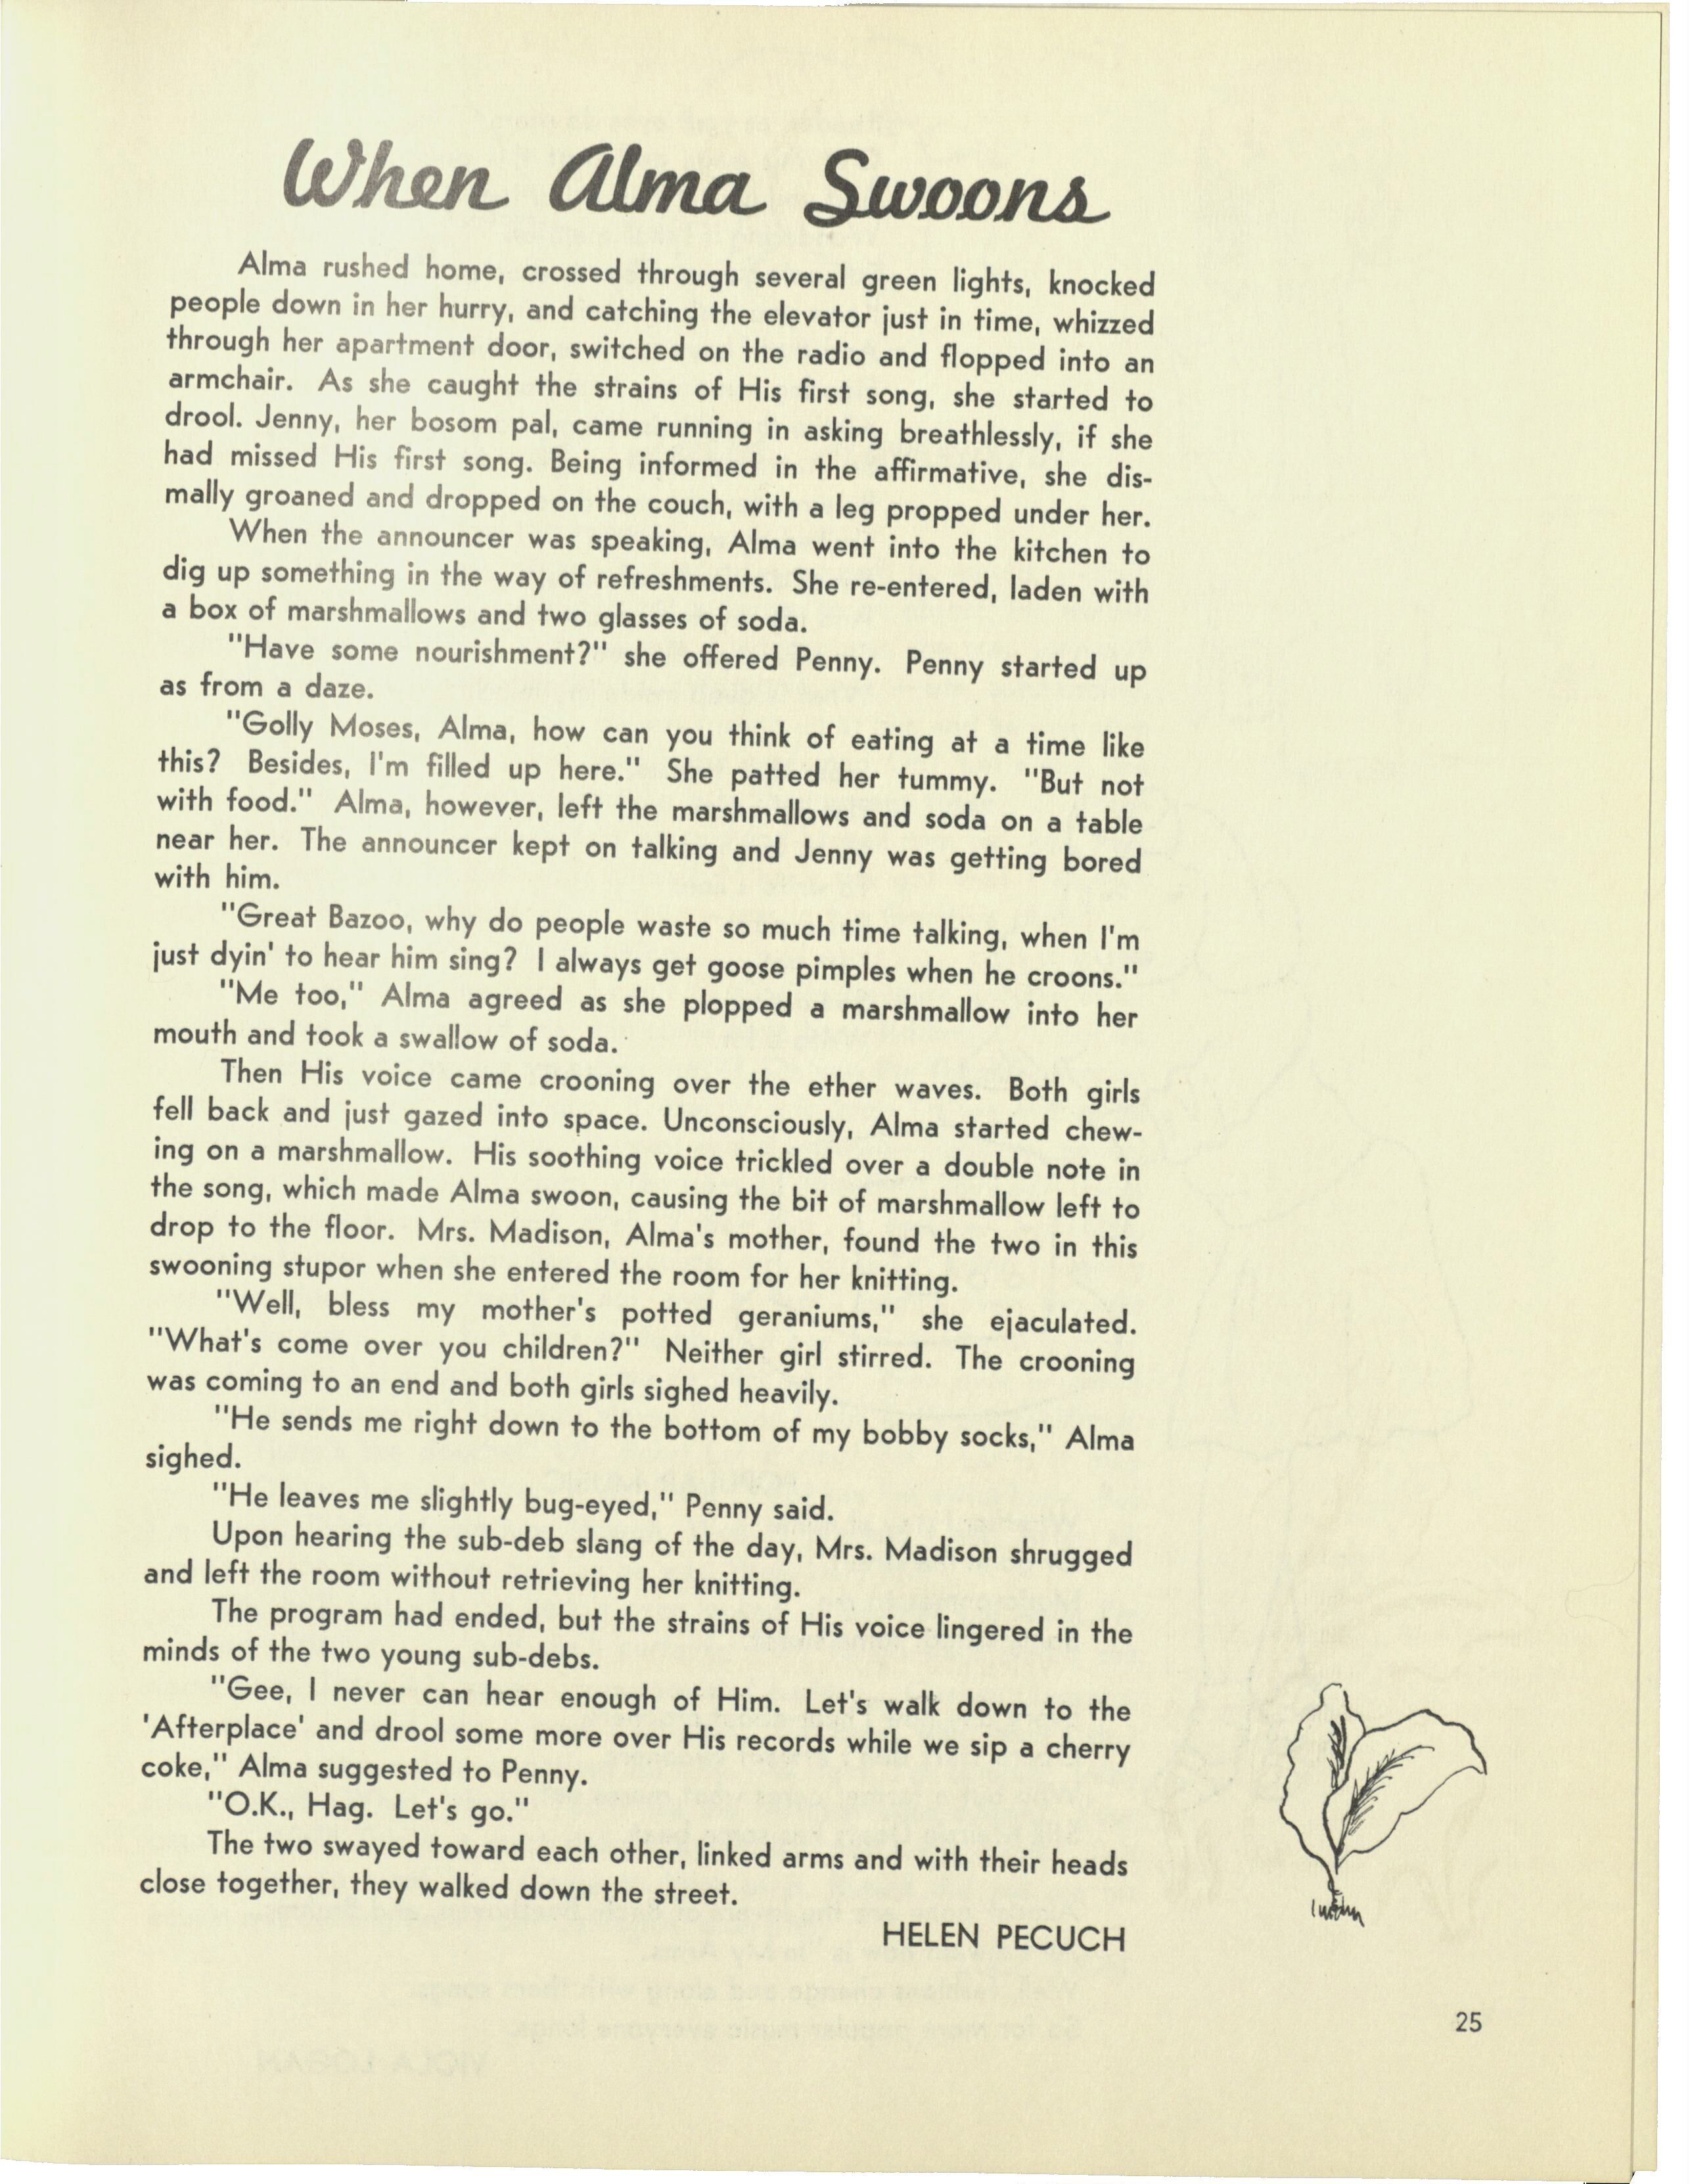 When Alma Swoons
Alma rushed home, crossed through several green lights, knocked
people down in her hurry, and catching the elevator just in time, whizzed
through her apartment door, switched on the radio and flopped into an
armchair. As she caught the strains of His first song, she started to
drool. Jenny, her bosom pal, came running in asking breathlessly, if she
had missed His first song. Being informed in the affirmative, she dis-
mally groaned and dropped on the couch, with a leg propped under her.
When the announcer was speaking, Alma went into the kitchen to
dig up something in the way of refreshments. She re-entered, laden with
a box of marshmallows and two glasses of soda.
"Have some nourishment?" she offered Penny. Penny started up
as from a daze.
"Golly Moses, Alma, how can you think of eating at a time like
this? Besides, I'm filled up here." She patted her tummy. "But not
with food." Alma, however, left the marshmallows and soda on a table
near her. The announcer kept on talking and Jenny was getting bored
with him.
"Great Bazoo, why do people waste so much time talking, when I'm
just dyin' to hear him sing? I always get goose pimples when he croons."
"Me too," Alma agreed as she plopped a marshmallow into her
mouth and took a swallow of soda.
Then His voice came crooning over the ether waves. Both girls
fell back and just gazed into space. Unconsciously, Alma started chew-
ing on a marshmallow. His soothing voice trickled over a double note in
the song, which made Alma swoon, causing the bit of marshmallow left to
drop to the floor. Mrs. Madison, Alma's mother, found the two in this
swooning stupor when she entered the room for her knitting.
"Well, bless my mother's potted geraniums," she ejaculated.
"What's come over you children?" Neither girl stirred. The crooning
was coming to an end and both girls sighed heavily.
"He sends me right down to the bottom of my bobby socks," Alma
sighed.
"He leaves me slightly bug-eyed," Penny said.
Upon hearing the sub-deb slang of the day, Mrs. Madison shrugged
and left the room without retrieving her knitting.
The program had ended, but the strains of His voice lingered in the
minds of the two young sub-debs.
"Gee, I never can hear enough of Him. Let's walk down to the
'Afterplace' and drool some more over His records while we sip a cherry
coke," Alma suggested to Penny.
"O.K., Hag. Let's go."
The two swayed toward each other, linked arms and with their heads
close together, they walked down the street.
HELEN PECUCH
25